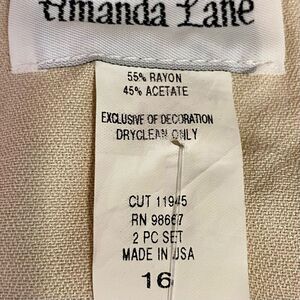 Amanda Lane
55% RAYON
45% ACETATE
EXCLUSIVE OF DECORATION
DRYCLEAN ONLY
CUT 11945
RN 98667
2 PC SET
MADE IN USA
16